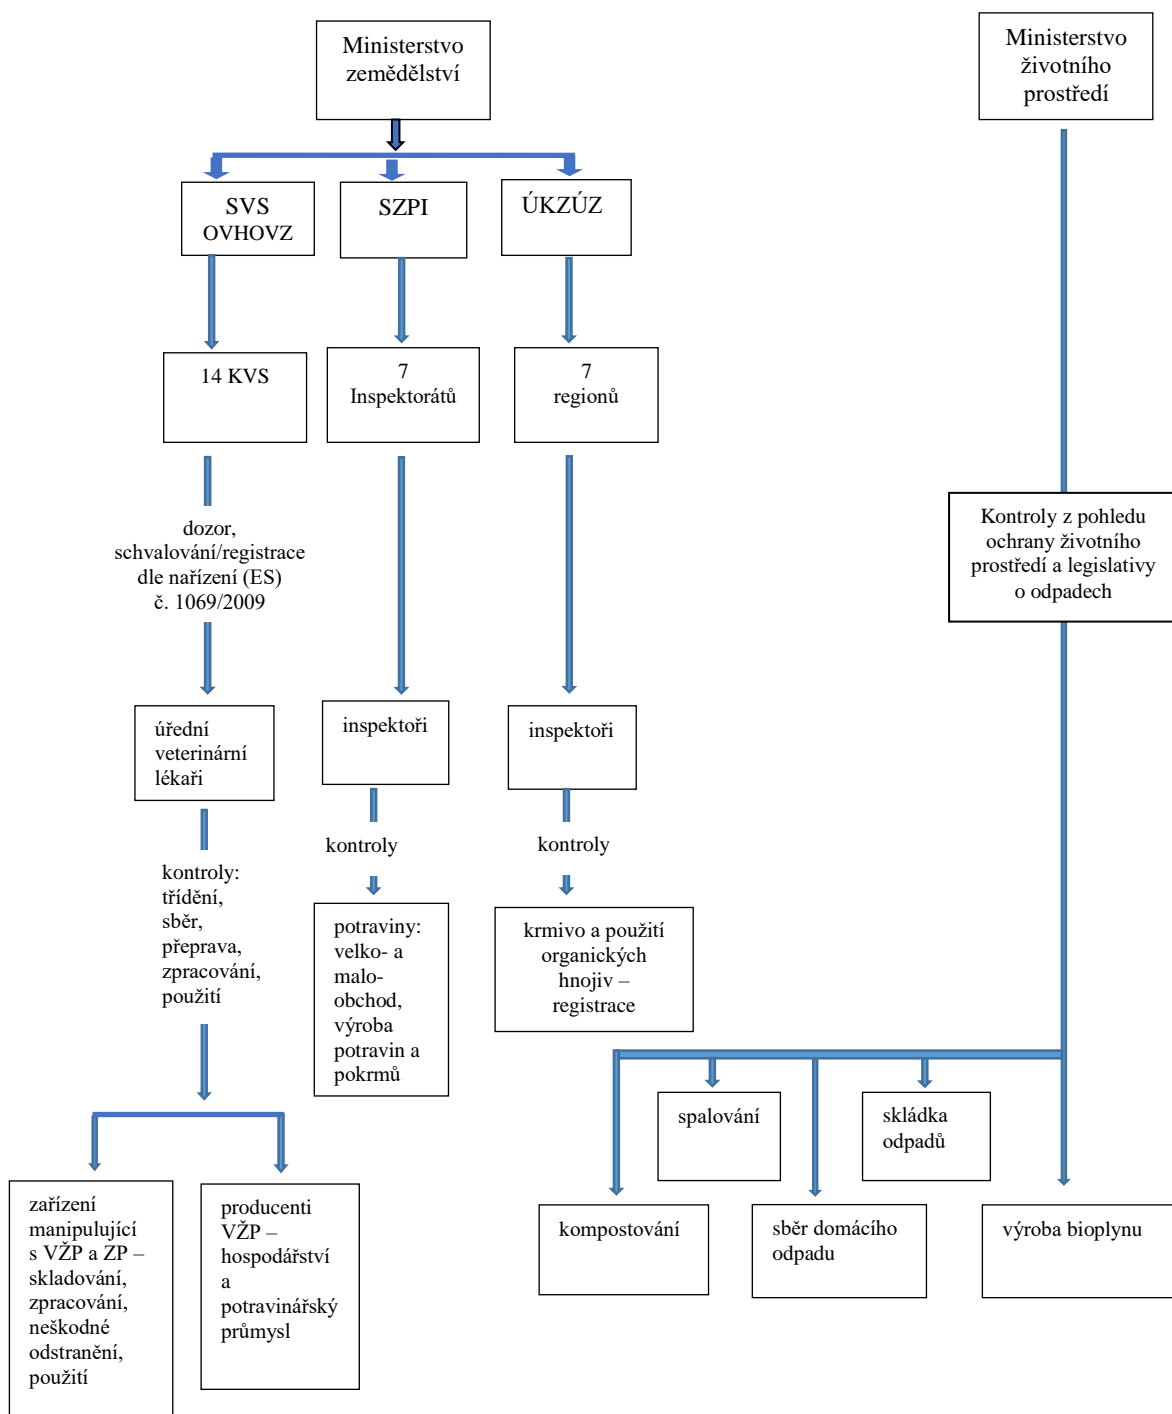 Ministerstvo
zemědělství
Ministerstvo
životního
prostředí
SVS
OVHOVZ
SZPI
ÚKZÚZ
14 KVS
7
Inspektorátů
7
regionů
dozor,
schvalování/registrace
dle nařízení (ES)
č. 1069/2009
Kontroly z pohledu
ochrany životního
prostředí a legislativy
o odpadech
úřední
veterinární
lékaři
inspektoři
inspektoři
kontroly:
třídění,
sběr,
přeprava,
zpracování,
použití
kontroly
kontroly
potraviny:
velko- a
malo-
obchod,
výroba
potravin a
pokrmů
krmivo a použití
organických
hnojiv –
registrace
spalování
skládka
odpadů
zařízení
manipulující
s VŽP a ZP –
skladování,
zpracování,
neškodné
odstranění,
použití
producenti
VŽP –
hospodářství
a
potravinářský
průmysl
kompostování
sběr domácího
odpadu
výroba bioplynu